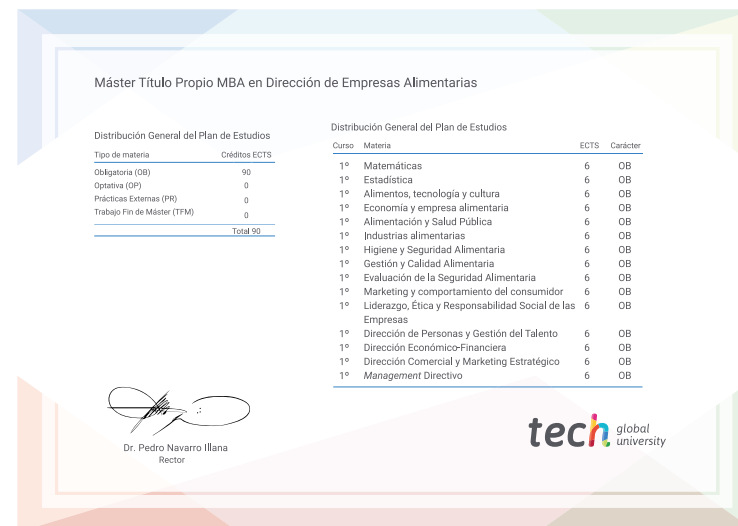 Máster Título Propio MBA en Dirección de Empresas Alimentarias
Distribución General del Plan de Estudios
Tipo de materia Créditos ECTS
Obligatoria (OB) 90
Optativa (OP) 0
Prácticas Externas (PR) 0
Trabajo Fin de Máster (TFM) 0
Total 90
Distribución General del Plan de Estudios
Curso Materia ECTS Carácter
1º Matemáticas 6 OB
1º Estadística 6 OB
1º Alimentos, tecnología y cultura 6 OB
1º Economía y empresa alimentaria 6 OB
1º Alimentación y Salud Pública 6 OB
1º Industrias alimentarias 6 OB
1º Higiene y Seguridad Alimentaria 6 OB
1º Gestión y Calidad Alimentaria 6 OB
1º Evaluación de la Seguridad Alimentaria 6 OB
1º Marketing y comportamiento del consumidor 6 OB
1º Liderazgo, Ética y Responsabilidad Social de las 6 OB
Empresas
1º Dirección de Personas y Gestión del Talento 6 OB
1º Dirección Económico-Financiera 6 OB
1º Dirección Comercial y Marketing Estratégico 6 OB
1º Management Directivo 6 OB
Dr. Pedro Navarro Illana
Rector
tech global
university